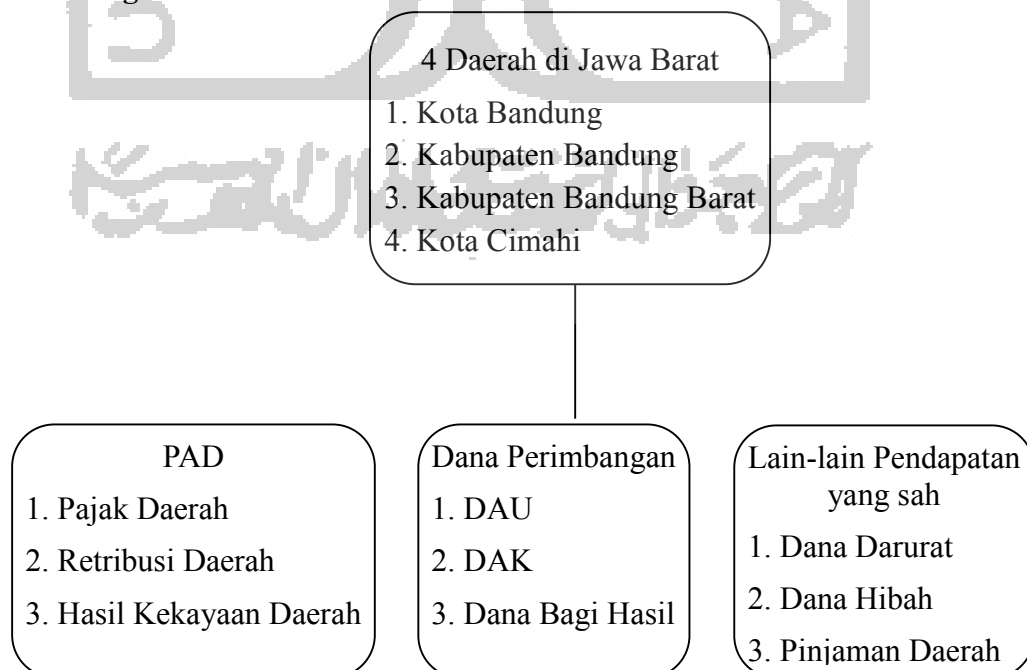 4 Daerah di Jawa Barat
1. Kota Bandung
2. Kabupaten Bandung
3. Kabupaten Bandung Barat
4. Kota Cimahi
PAD
1. Pajak Daerah
2. Retribusi Daerah
3. Hasil Kekayaan Daerah
Dana Perimbangan
1. DAU
2. DAK
3. Dana Bagi Hasil
Lain-lain Pendapatan
yang sah
1. Dana Darurat
2. Dana Hibah
3. Pinjaman Daerah